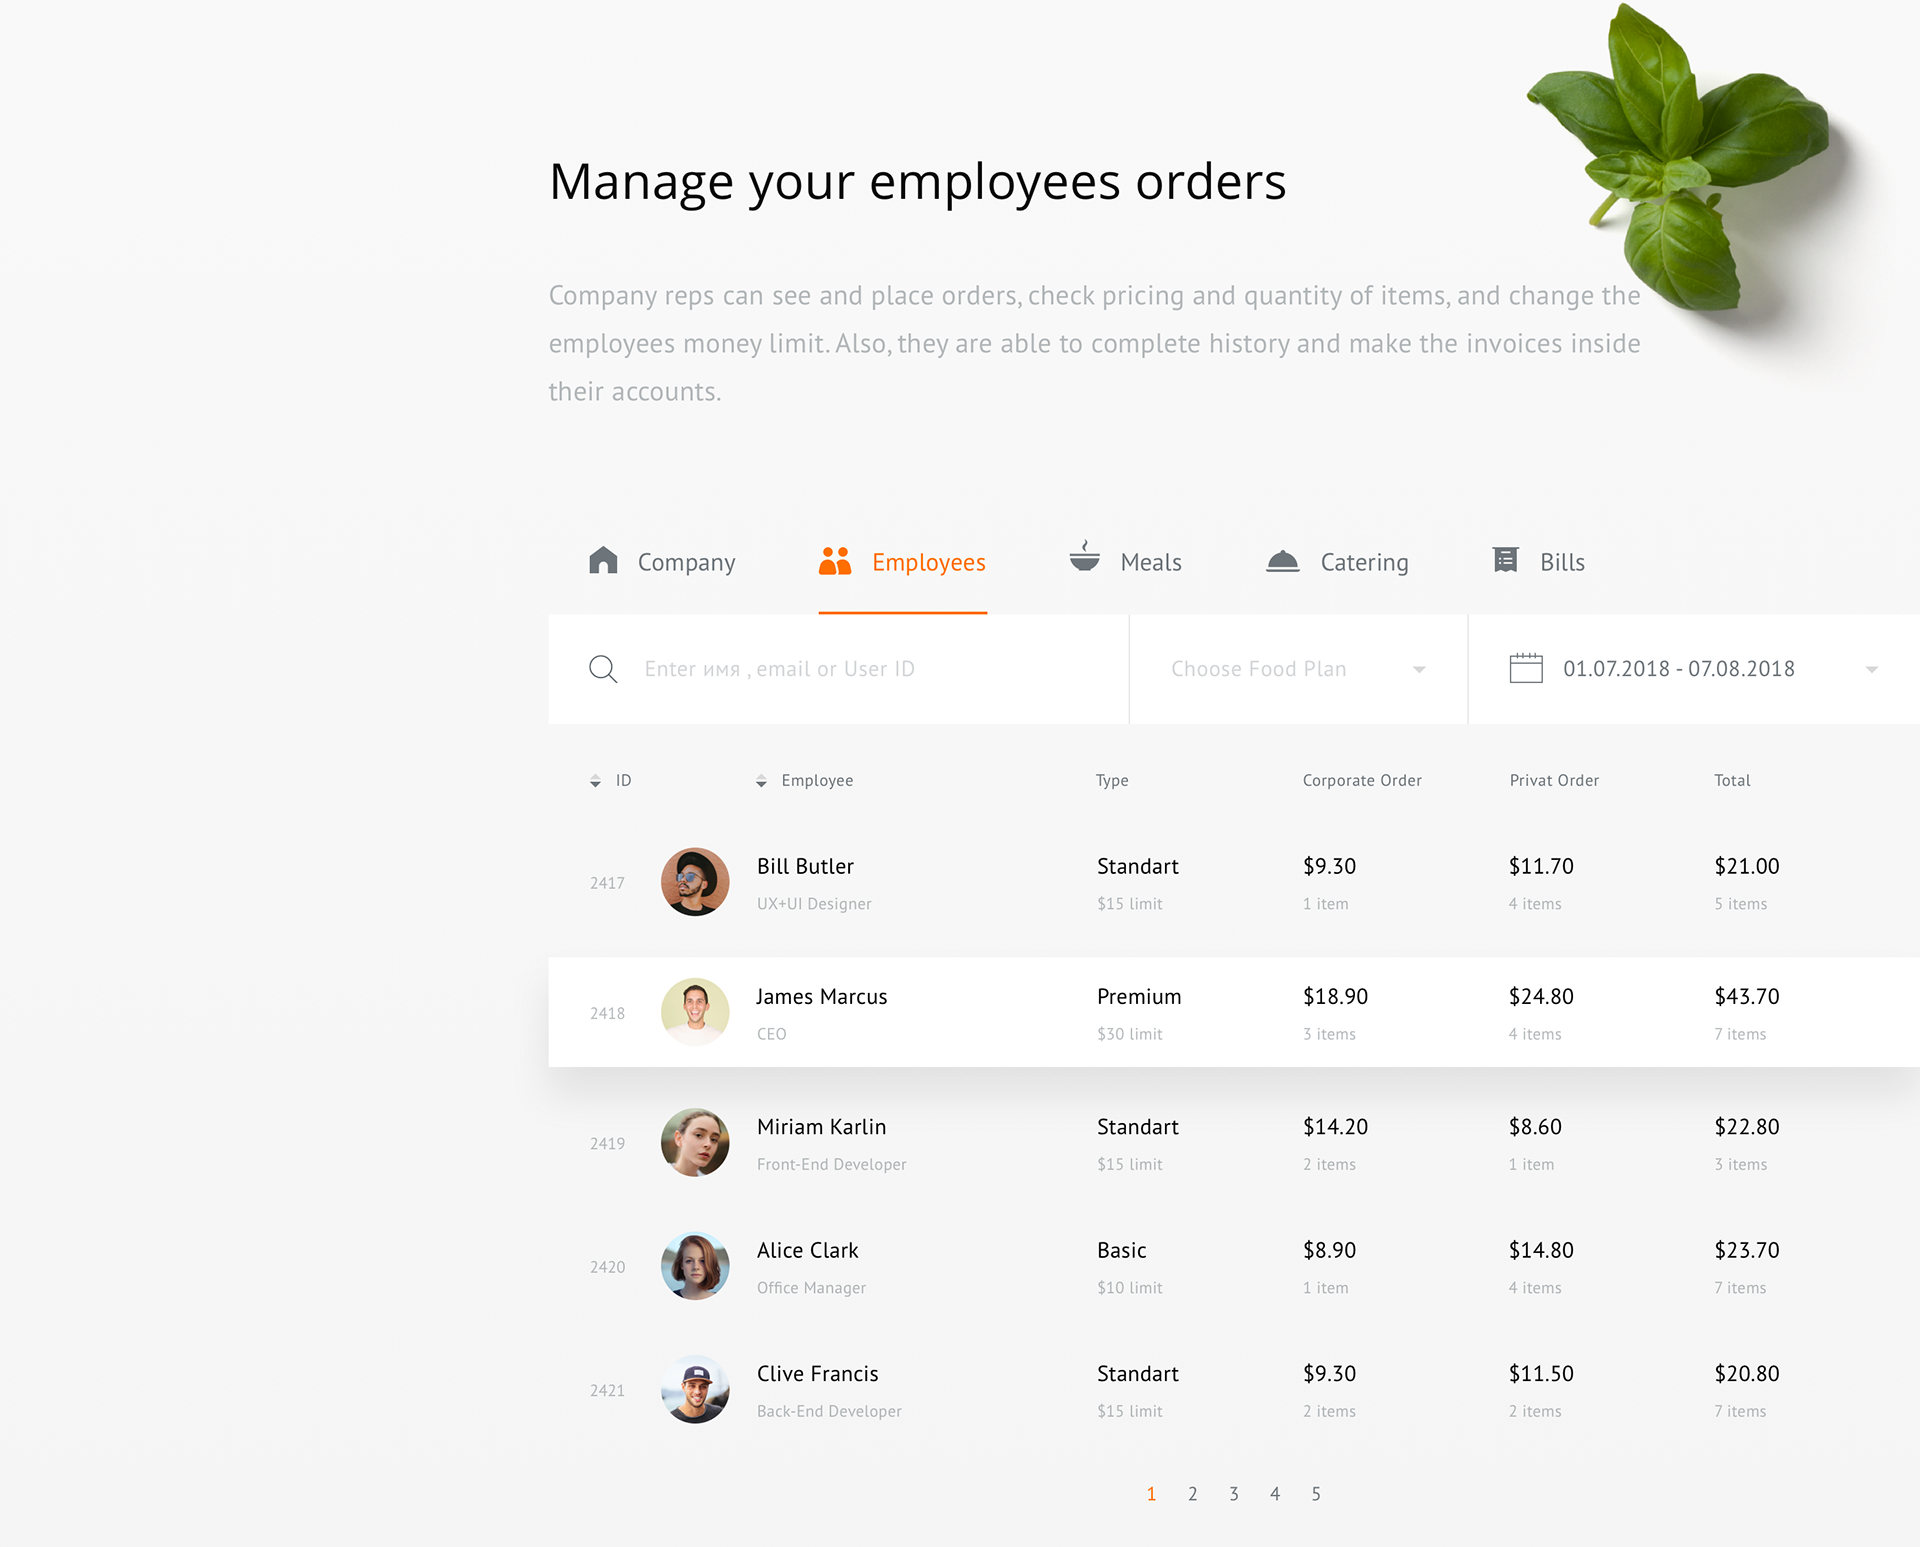 Manage your employees orders
Company reps can see and place orders, check pricing and quantity of items, and change the
employees money limit. Also, they are able to complete history and make the invoices inside
their accounts.
Company Employees Meals Catering Bills
Enter имя , email or User ID Choose Food Plan 01.07.2018 - 07.08.2018
ID Employee Type Corporate Order Privat Order Total
2417 Bill Butler Standart $9.30 $11.70 $21.00
UX+UI Designer $15 limit 1 item 4 items 5 items
2418 James Marcus Premium $18.90 $24.80 $43.70
CEO $30 limit 3 items 4 items 7 items
2419 Miriam Karlin Standart $14.20 $8.60 $22.80
Front-End Developer $15 limit 2 items 1 item 3 items
2420 Alice Clark Basic $8.90 $14.80 $23.70
Office Manager $10 limit 1 item 4 items 7 items
2421 Clive Francis Standart $9.30 $11.50 $20.80
Back-End Developer $15 limit 2 items 2 items 7 items
1 2 3 4 5